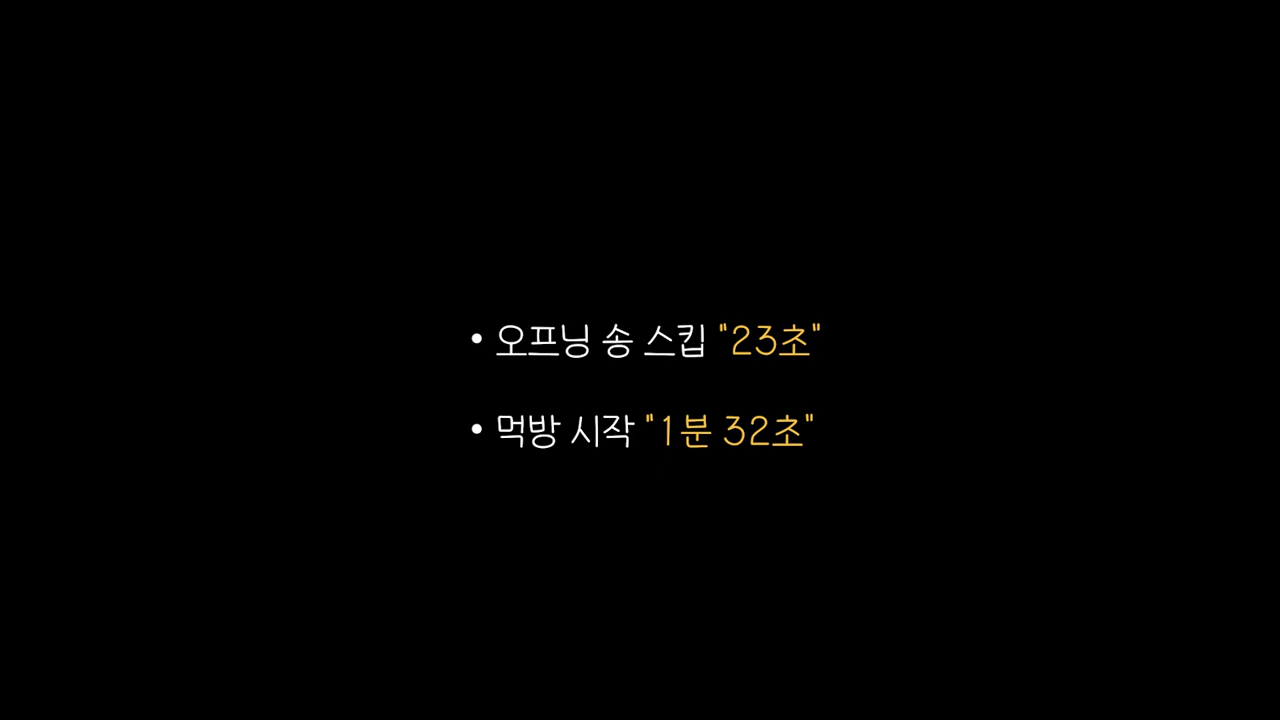 • 오프닝 송 스킵 "23초"
• 먹방 시작 "1분 32초"